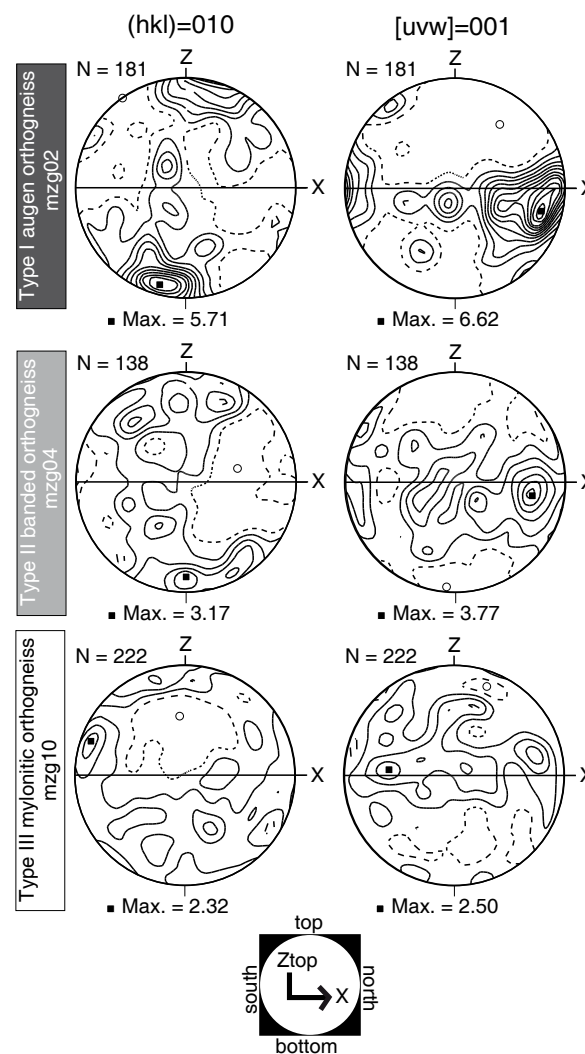 (hkl)=010 [uvw]=001
Type I augen orthogneiss
mzg02
N = 181 Z X
Max. = 5.71
N = 181 Z X
Max. = 6.62
Type II banded orthogneiss
mzg04
N = 138 Z X
Max. = 3.17
N = 138 Z X
Max. = 3.77
Type III mylonitic orthogneiss
mzg10
N = 222 Z X
Max. = 2.32
N = 222 Z X
Max. = 2.50
top
south Ztop X north
bottom